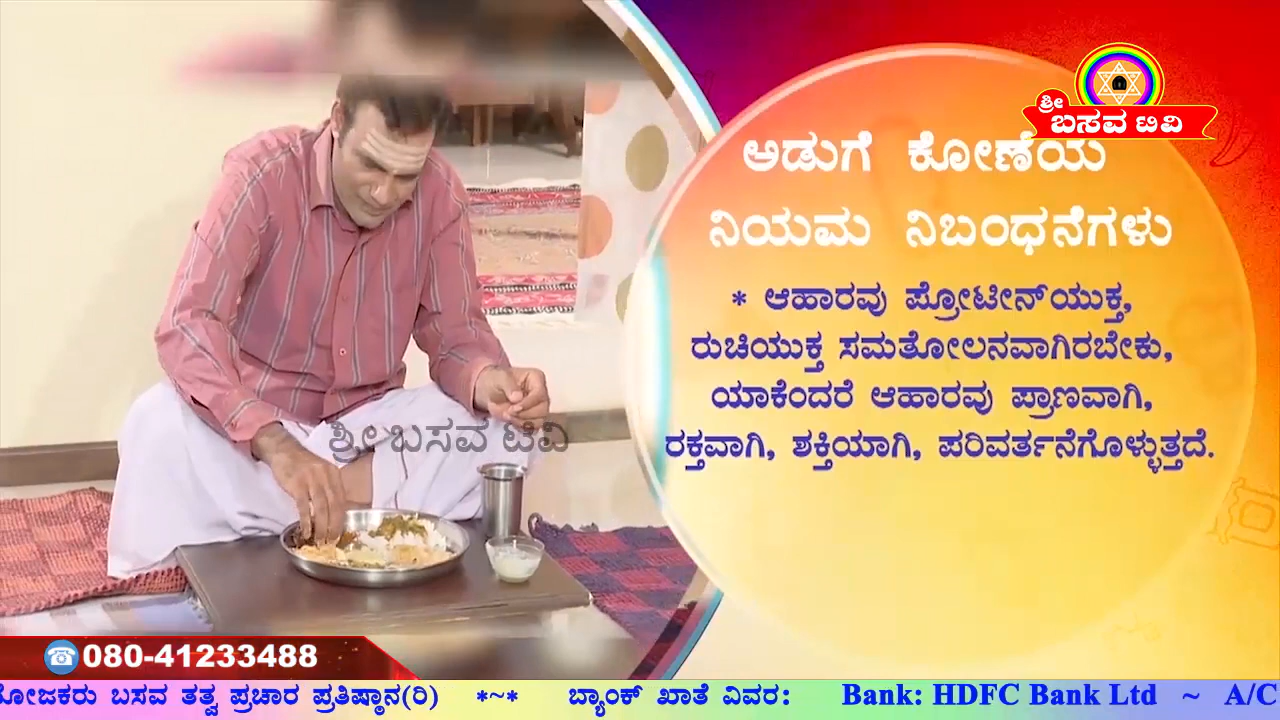 ಶ್ರೀ
ಬಸವ ಟಿವಿ
ಅಡುಗೆ ಕೋಣೆಯ
ನಿಯಮ ನಿಬಂಧನೆಗಳು
* ಆಹಾರವು ಪ್ರೋಟೀನ್‌ಯುಕ್ತ,
ರುಚಿಯುಕ್ತ ಸಮತೋಲನವಾಗಿರಬೇಕು,
ಯಾಕೆಂದರೆ ಆಹಾರವು ಪ್ರಾಣವಾಗಿ,
ರಕ್ತವಾಗಿ, ಶಕ್ತಿಯಾಗಿ, ಪರಿವರ್ತನೆಗೊಳ್ಳುತ್ತದೆ.
ಶ್ರೀ ಬಸವ ಟಿವಿ
080-41233488
ೋಜಕರು ಬಸವ ತತ್ವ ಪ್ರಚಾರ ಪ್ರತಿಷ್ಠಾನ(ರಿ) *~* ಬ್ಯಾಂಕ್ ಖಾತೆ ವಿವರ: Bank: HDFC Bank Ltd ~ A/C